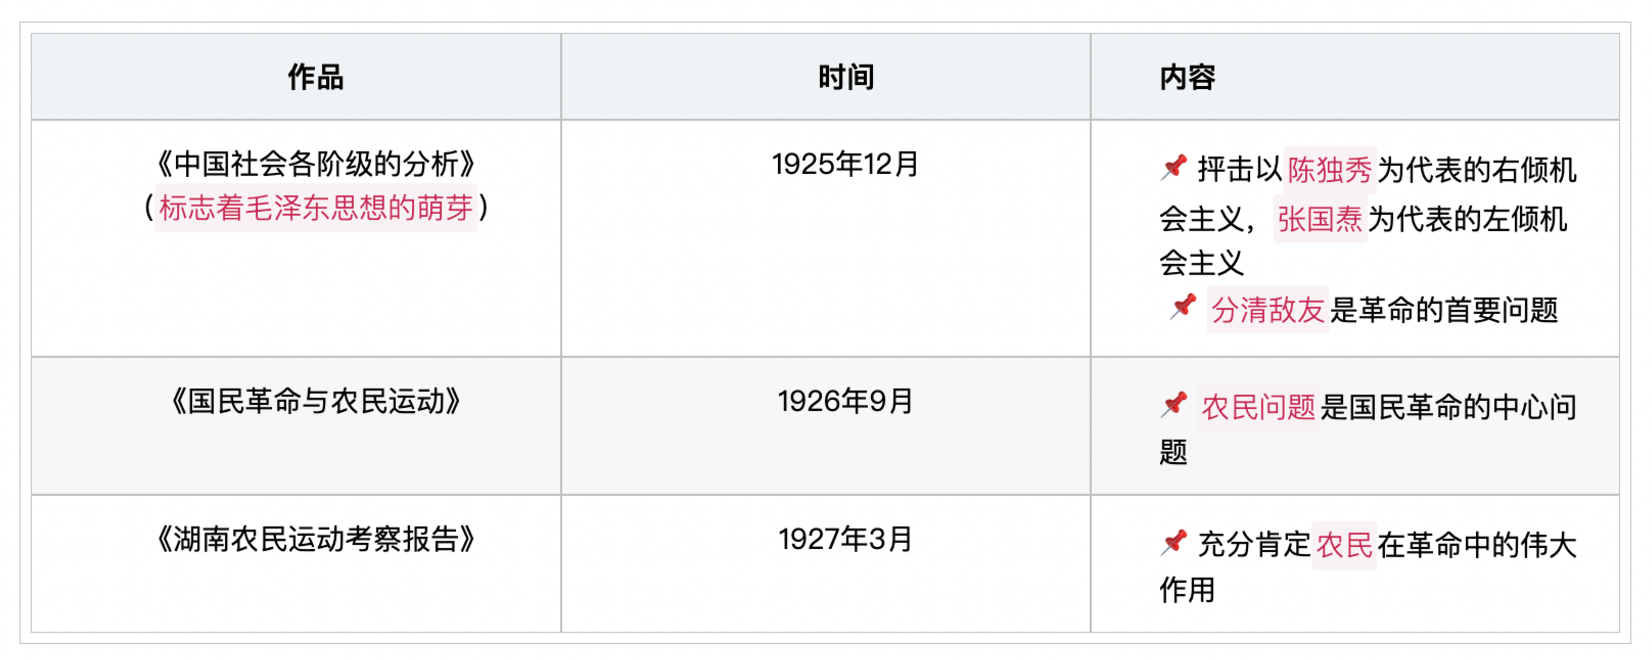 作品 时间 内容
《中国社会各阶级的分析》 1925年12月 📌 抨击以陈独秀为代表的右倾机
(标志着毛泽东思想的萌芽) 会主义，张国焘为代表的左倾机
会主义
📌 分清敌友是革命的首要问题
《国民革命与农民运动》 1926年9月 📌 农民问题是国民革命的中心问
题
《湖南农民运动考察报告》 1927年3月 📌 充分肯定农民在革命中的伟大
作用